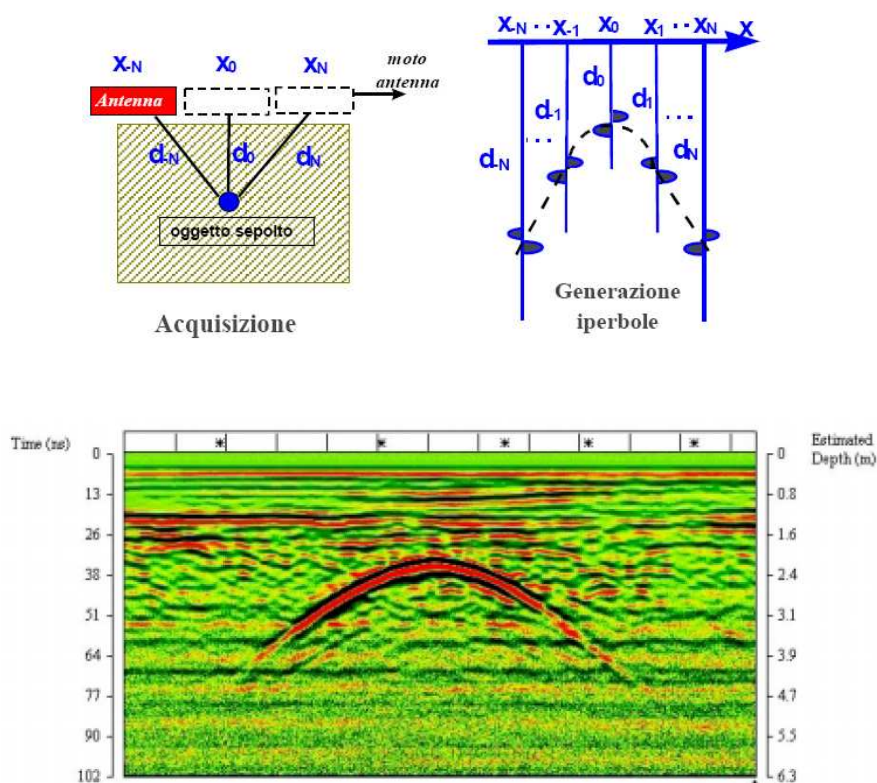 X-N X0 XN
moto
antenna
Antenna
d-N d0 dN
oggetto sepolto
Acquisizione
X-N ·· X-1 X0 X1 ·· XN X
d0
d-1 d1
... ...
d-N dN
Generazione
iperbole
Time (ns) * * * * * Estimated
Depth (m)
0 0
13 0.8
26 1.6
38 2.4
51 3.1
64 3.9
77 4.7
90 5.5
102 6.3